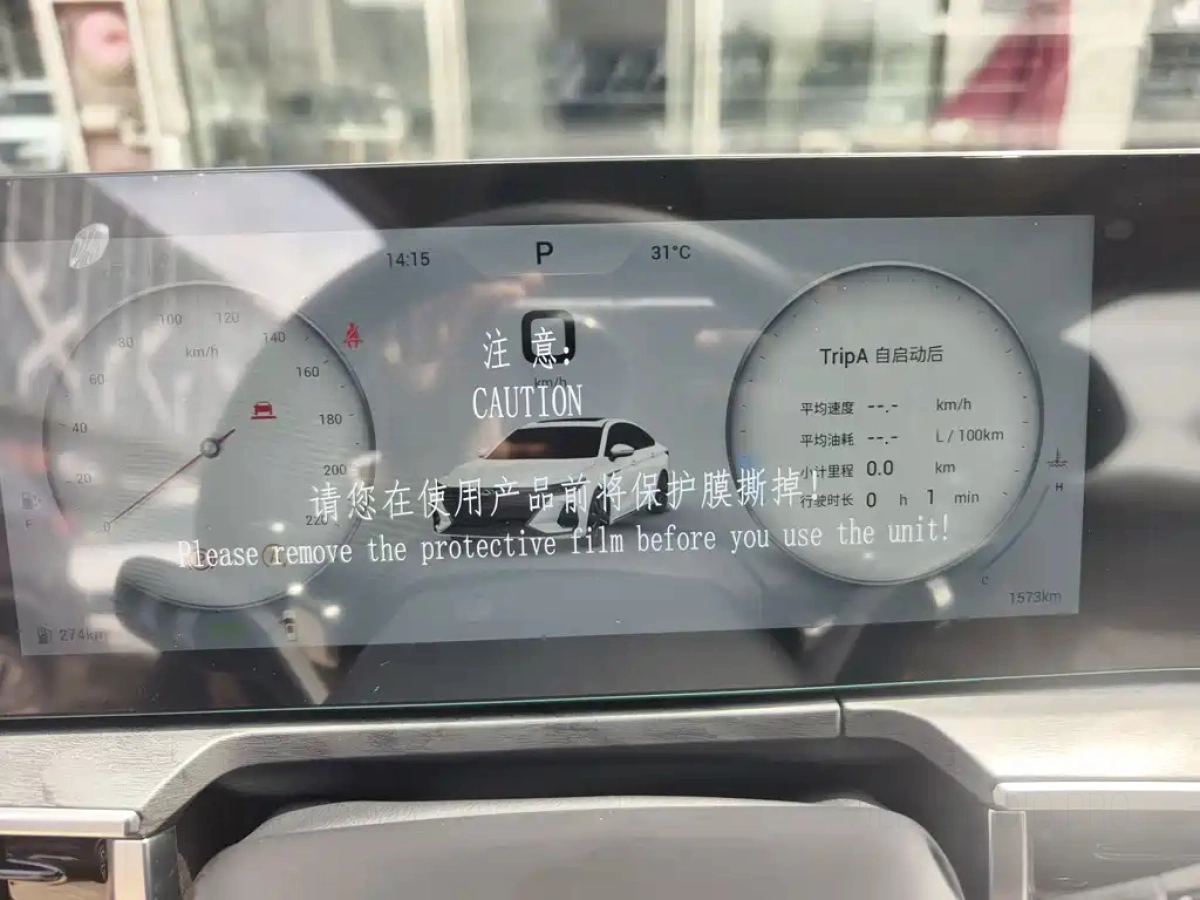 14:15
P
31°C
0
20
40
60
80
100
120
140
160
180
200
220
km/h
km/h
注意:
CAUTION
请您在使用产品前将保护膜撕掉!
Please remove the protective film before you use the unit!
TripA 自启动后
平均速度 --.- km/h
平均油耗 --.- L / 100km
小计里程 0.0 km
行驶时长 0 h 1 min
F
H
C
274km
1573km